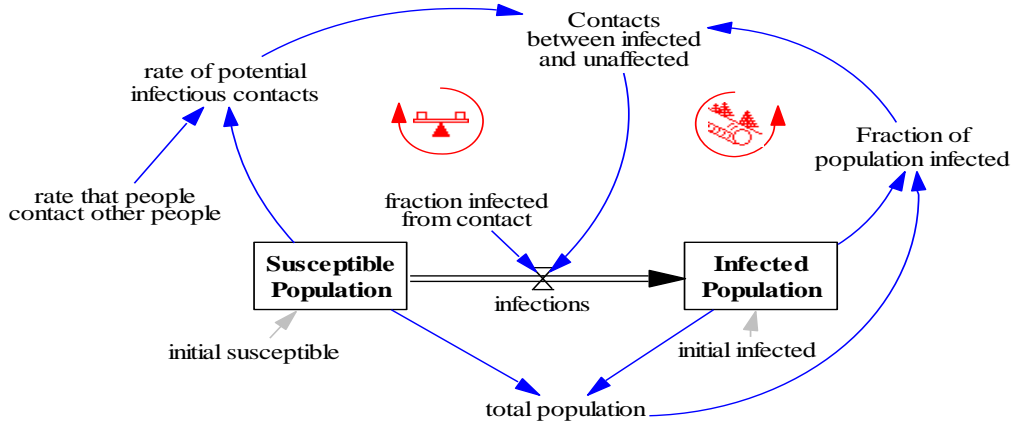 Contacts
between infected
and unaffected
rate of potential
infectious contacts
Fraction of
population infected
rate that people
contact other people
fraction infected
from contact
Susceptible
Population
Infected
Population
infections
initial susceptible
initial infected
total population